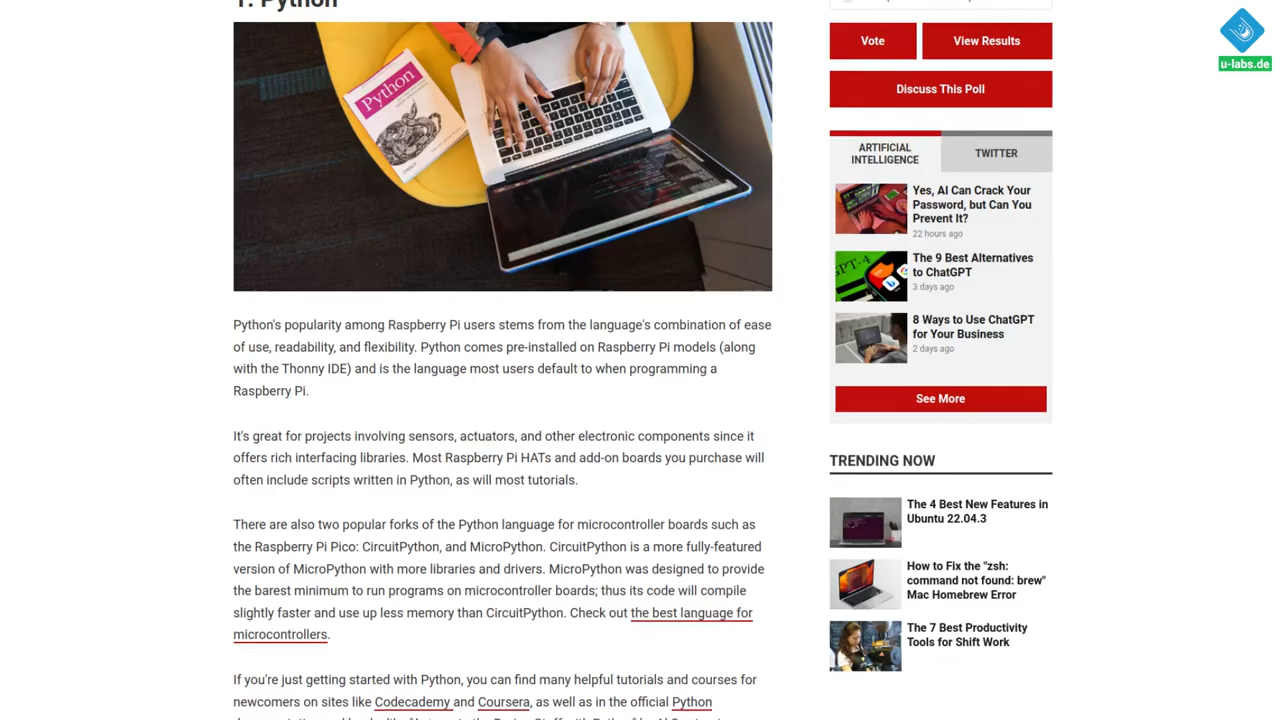 1. Python
Python
Python's popularity among Raspberry Pi users stems from the language's combination of ease
of use, readability, and flexibility. Python comes pre-installed on Raspberry Pi models (along
with the Thonny IDE) and is the language most users default to when programming a
Raspberry Pi.
It's great for projects involving sensors, actuators, and other electronic components since it
offers rich interfacing libraries. Most Raspberry Pi HATs and add-on boards you purchase will
often include scripts written in Python, as will most tutorials.
There are also two popular forks of the Python language for microcontroller boards such as
the Raspberry Pi Pico: CircuitPython, and MicroPython. CircuitPython is a more fully-featured
version of MicroPython with more libraries and drivers. MicroPython was designed to provide
the barest minimum to run programs on microcontroller boards; thus its code will compile
slightly faster and use up less memory than CircuitPython. Check out the best language for
microcontrollers.
If you're just getting started with Python, you can find many helpful tutorials and courses for
newcomers on sites like Codecademy and Coursera, as well as in the official Python
Vote
View Results
Discuss This Poll
ARTIFICIAL
INTELLIGENCE
TWITTER
Yes, AI Can Crack Your
Password, but Can You
Prevent It?
22 hours ago
GPT-4
The 9 Best Alternatives
to ChatGPT
3 days ago
8 Ways to Use ChatGPT
for Your Business
2 days ago
See More
TRENDING NOW
The 4 Best New Features in
Ubuntu 22.04.3
How to Fix the "zsh:
command not found: brew"
Mac Homebrew Error
The 7 Best Productivity
Tools for Shift Work
u-labs.de